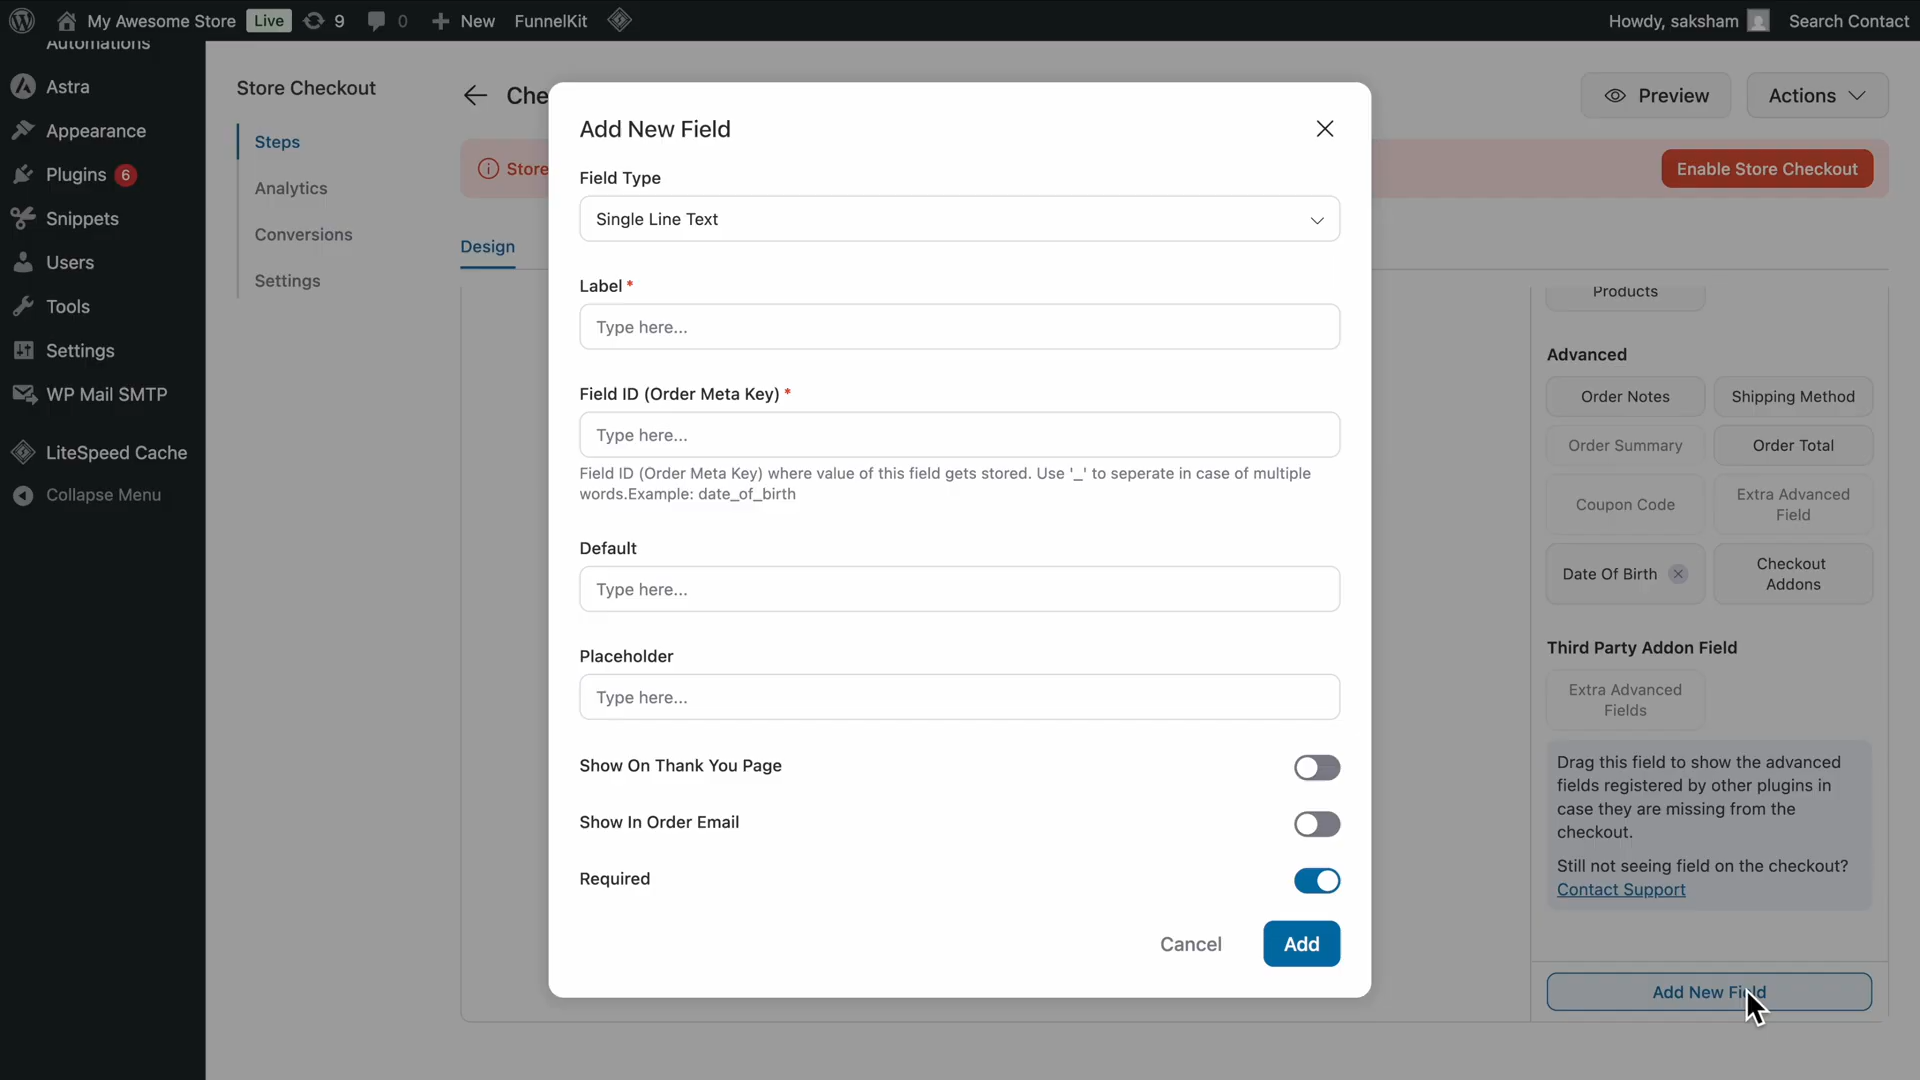 My Awesome Store Live 9 0 New FunnelKit Howdy, saksham Search Contact
Automations
Astra
Appearance
Plugins 6
Snippets
Users
Tools
Settings
WP Mail SMTP
LiteSpeed Cache
Collapse Menu
Store Checkout
Steps
Analytics
Conversions
Settings
Che
Preview
Actions
Store
Enable Store Checkout
Design
Add New Field
Field Type
Single Line Text
Label *
Type here...
Field ID (Order Meta Key) *
Type here...
Field ID (Order Meta Key) where value of this field gets stored. Use '_' to seperate in case of multiple
words.Example: date_of_birth
Default
Type here...
Placeholder
Type here...
Show On Thank You Page
Show In Order Email
Required
Cancel
Add
Products
Advanced
Order Notes
Shipping Method
Order Summary
Order Total
Coupon Code
Extra Advanced
Field
Date Of Birth
Checkout
Addons
Third Party Addon Field
Extra Advanced
Fields
Drag this field to show the advanced
fields registered by other plugins in
case they are missing from the
checkout.
Still not seeing field on the checkout?
Contact Support
Add New Field